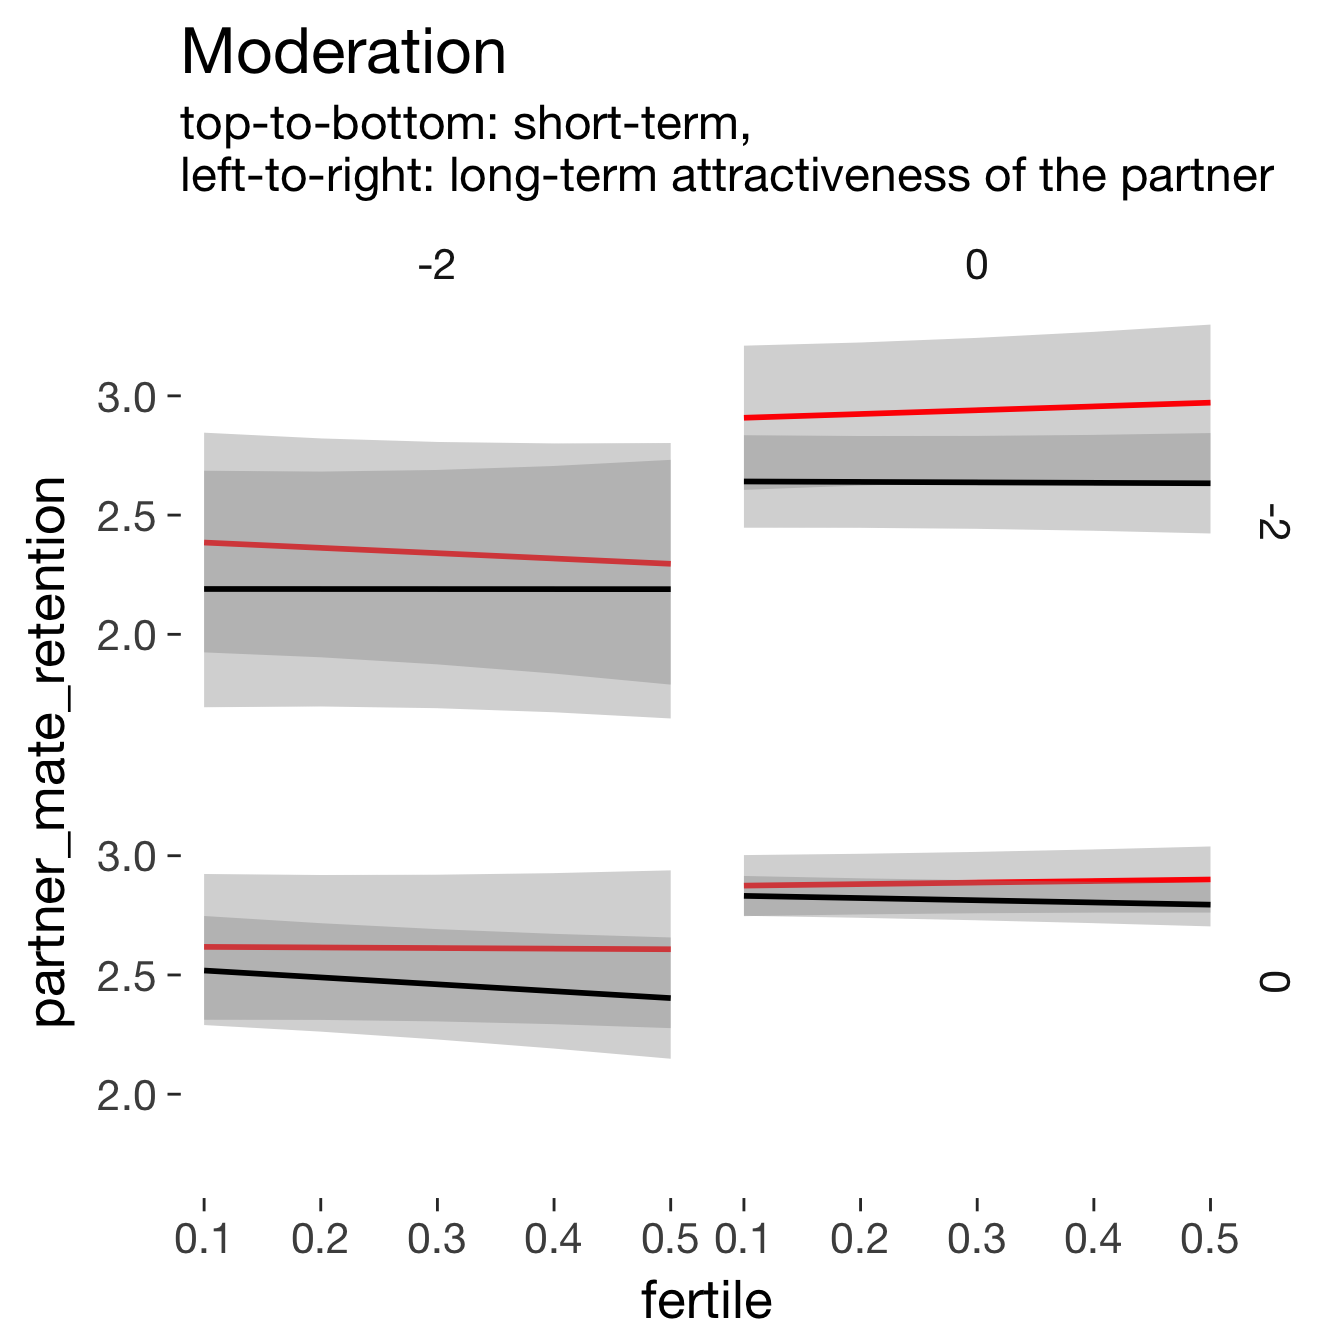 Moderation
top-to-bottom: short-term,
left-to-right: long-term attractiveness of the partner
-2 0
3.0
2.5
2.0
-2
3.0
2.5
2.0
0
partner_mate_retention
0.1 0.2 0.3 0.4 0.5 0.1 0.2 0.3 0.4 0.5
fertile